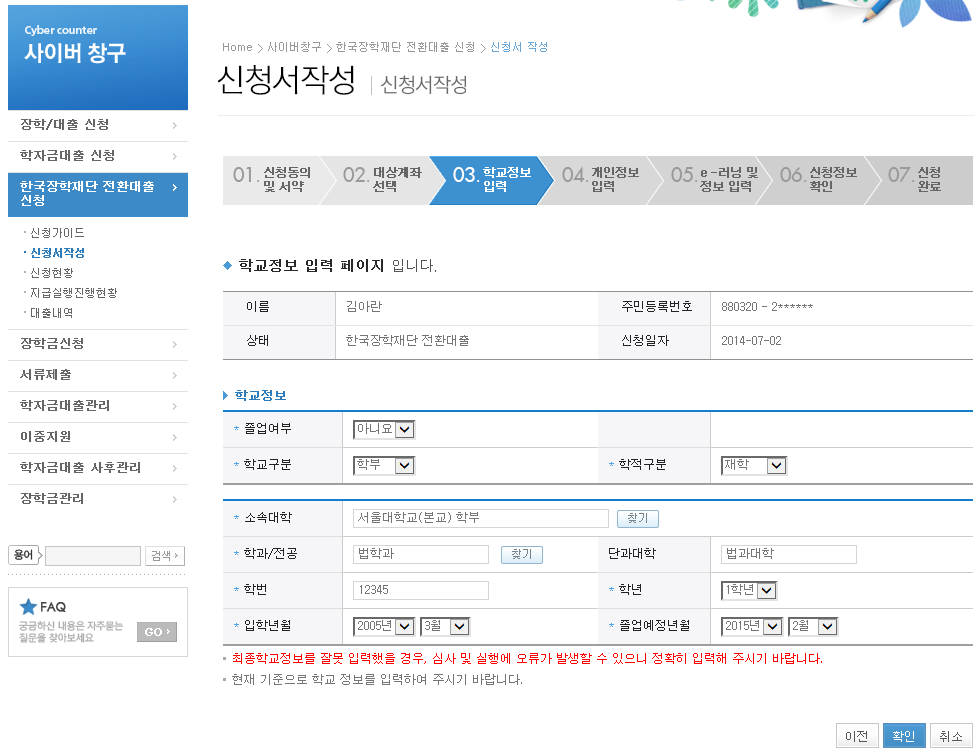 Cyber counter
사이버 창구
장학/대출 신청
학자금대출 신청
한국장학재단 전환대출
신청
신청가이드
신청서작성
신청현황
지급실행진행현황
대출내역
장학금신청
서류제출
학자금대출관리
이중지원
학자금대출 사후관리
장학금관리
용어
검색
FAQ
궁금하신 내용은 자주묻는
질문을 찾아보세요
GO
Home > 사이버창구 > 한국장학재단 전환대출 신청 > 신청서 작성
신청서작성 | 신청서작성
01. 신청동의
및 서약
02. 대상계좌
선택
03. 학교정보
입력
04. 개인정보
입력
05. e-러닝 및
정보 입력
06. 신청정보
확인
07. 신청
완료
학교정보 입력 페이지 입니다.
이름 김아란 주민등록번호 880320 - 2******
상태 한국장학재단 전환대출 신청일자 2014-07-02
학교정보
* 졸업여부 아니요
* 학교구분 학부 * 학적구분 재학
* 소속대학 서울대학교(본교) 학부 찾기
* 학과/전공 법학과 찾기 단과대학 법과대학
* 학번 12345 * 학년 1학년
* 입학년월 2005년 3월 * 졸업예정년월 2015년 2월
최종학교정보를 잘못 입력했을 경우, 심사 및 실행에 오류가 발생할 수 있으니 정확히 입력해 주시기 바랍니다.
현재 기준으로 학교 정보를 입력하여 주시기 바랍니다.
이전 확인 취소